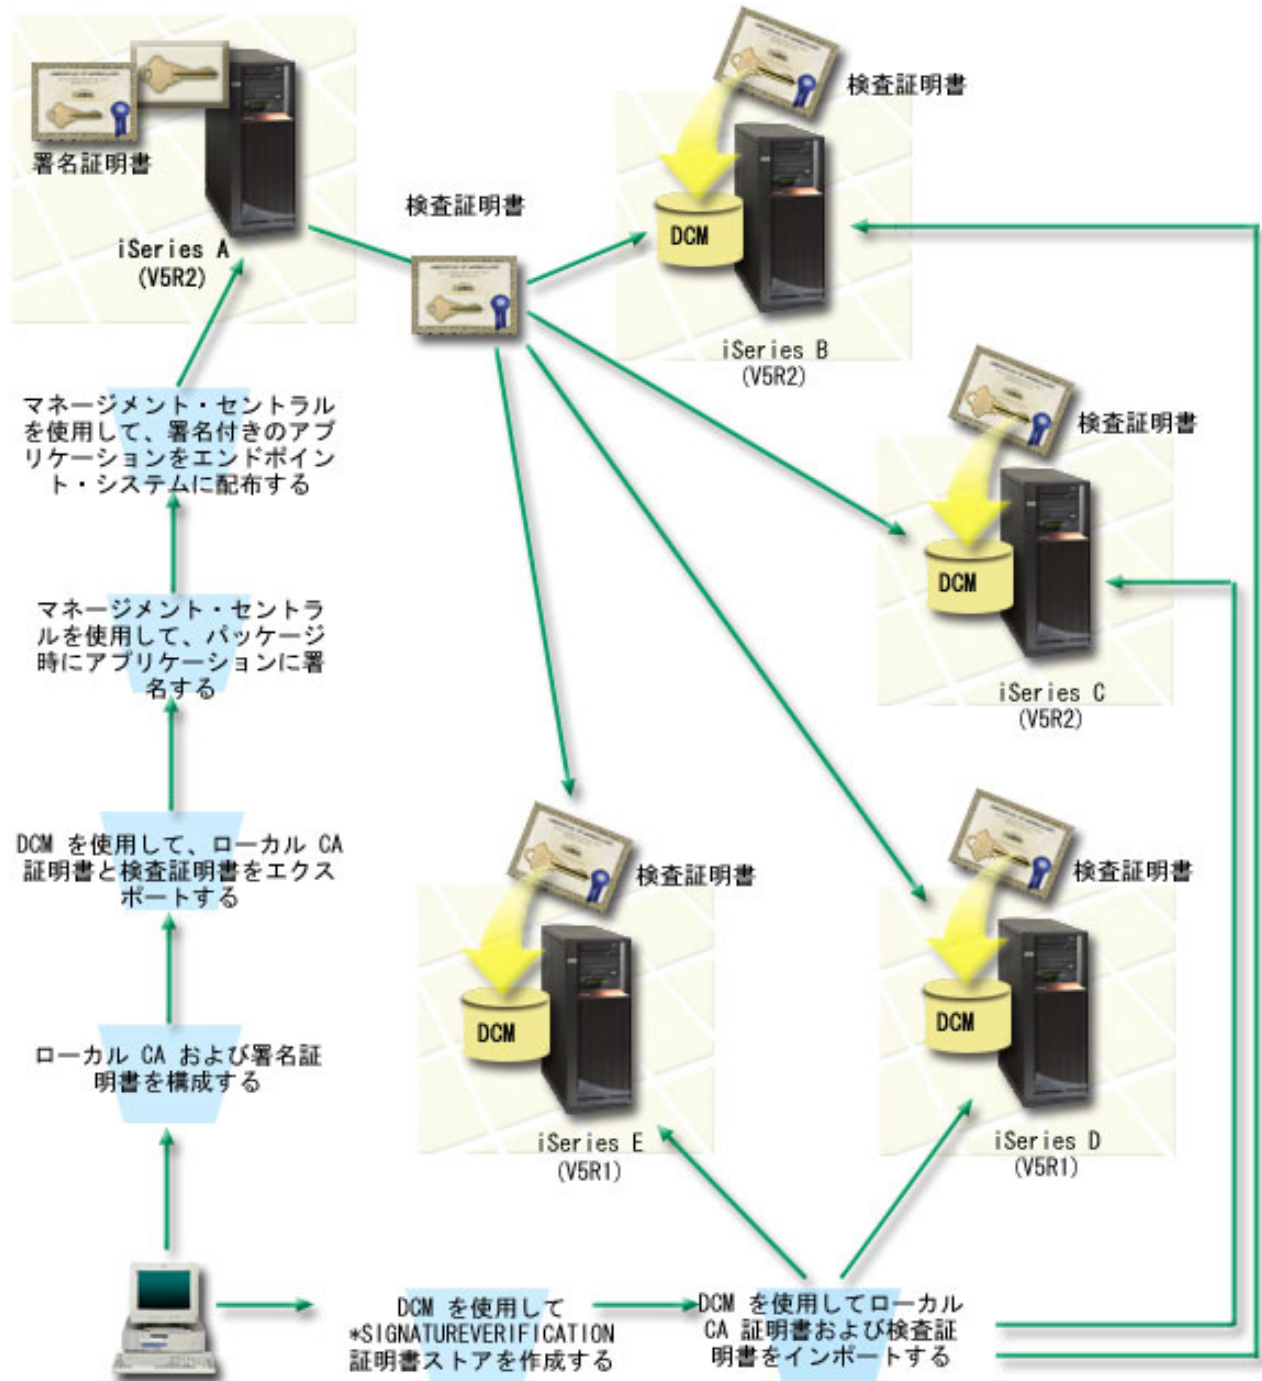 署名証明書
iSeries A
(V5R2)
検査証明書
検査証明書
DCM
iSeries B
(V5R2)
検査証明書
DCM
iSeries C
(V5R2)
マネージメント・セントラル
を使用して、署名付きのアプ
リケーションをエンドポイン
ト・システムに配布する
マネージメント・セントラ
ルを使用して、パッケージ
時にアプリケーションに署
名する
DCM を使用して、ローカル CA
証明書と検査証明書をエクス
ポートする
ローカル CA および署名証
明書を構成する
検査証明書
DCM
iSeries E
(V5R1)
検査証明書
DCM
iSeries D
(V5R1)
DCM を使用して
*SIGNATUREVERIFICATION
証明書ストアを作成する
DCM を使用してローカル
CA 証明書および検査証
明書をインポートする